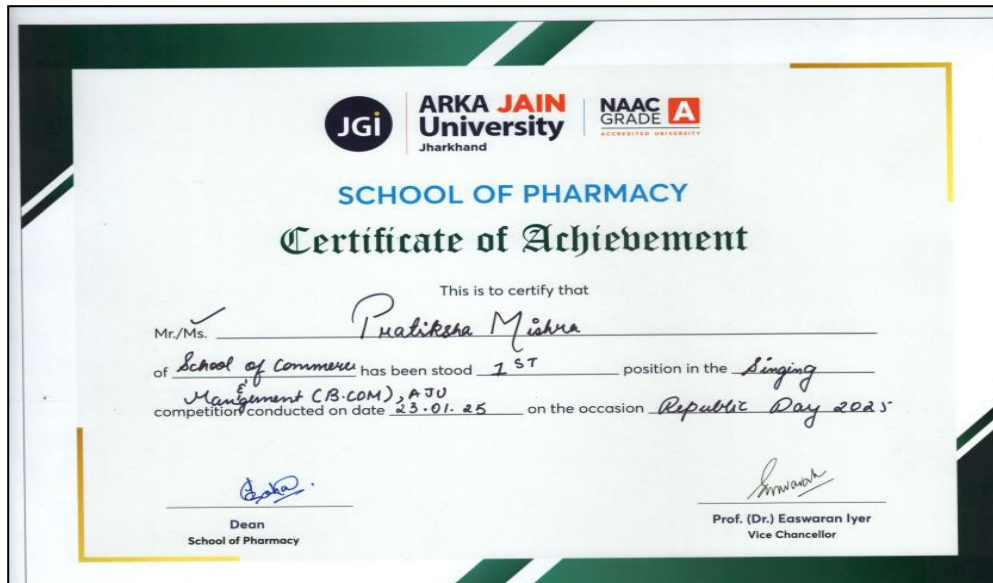 JGi
ARKA JAIN
University
Jharkhand
NAAC
GRADE A
ACCREDITED UNIVERSITY
SCHOOL OF PHARMACY
Certificate of Achievement
This is to certify that
Mr./Ms. Pratiksha Mishra
of School of Commerce has been stood 1ST position in the Singing
& Mangement (B.COM), AJU
competition conducted on date 23.01.25 on the occasion Republic Day 2025
Dean
School of Pharmacy
Prof. (Dr.) Easwaran Iyer
Vice Chancellor